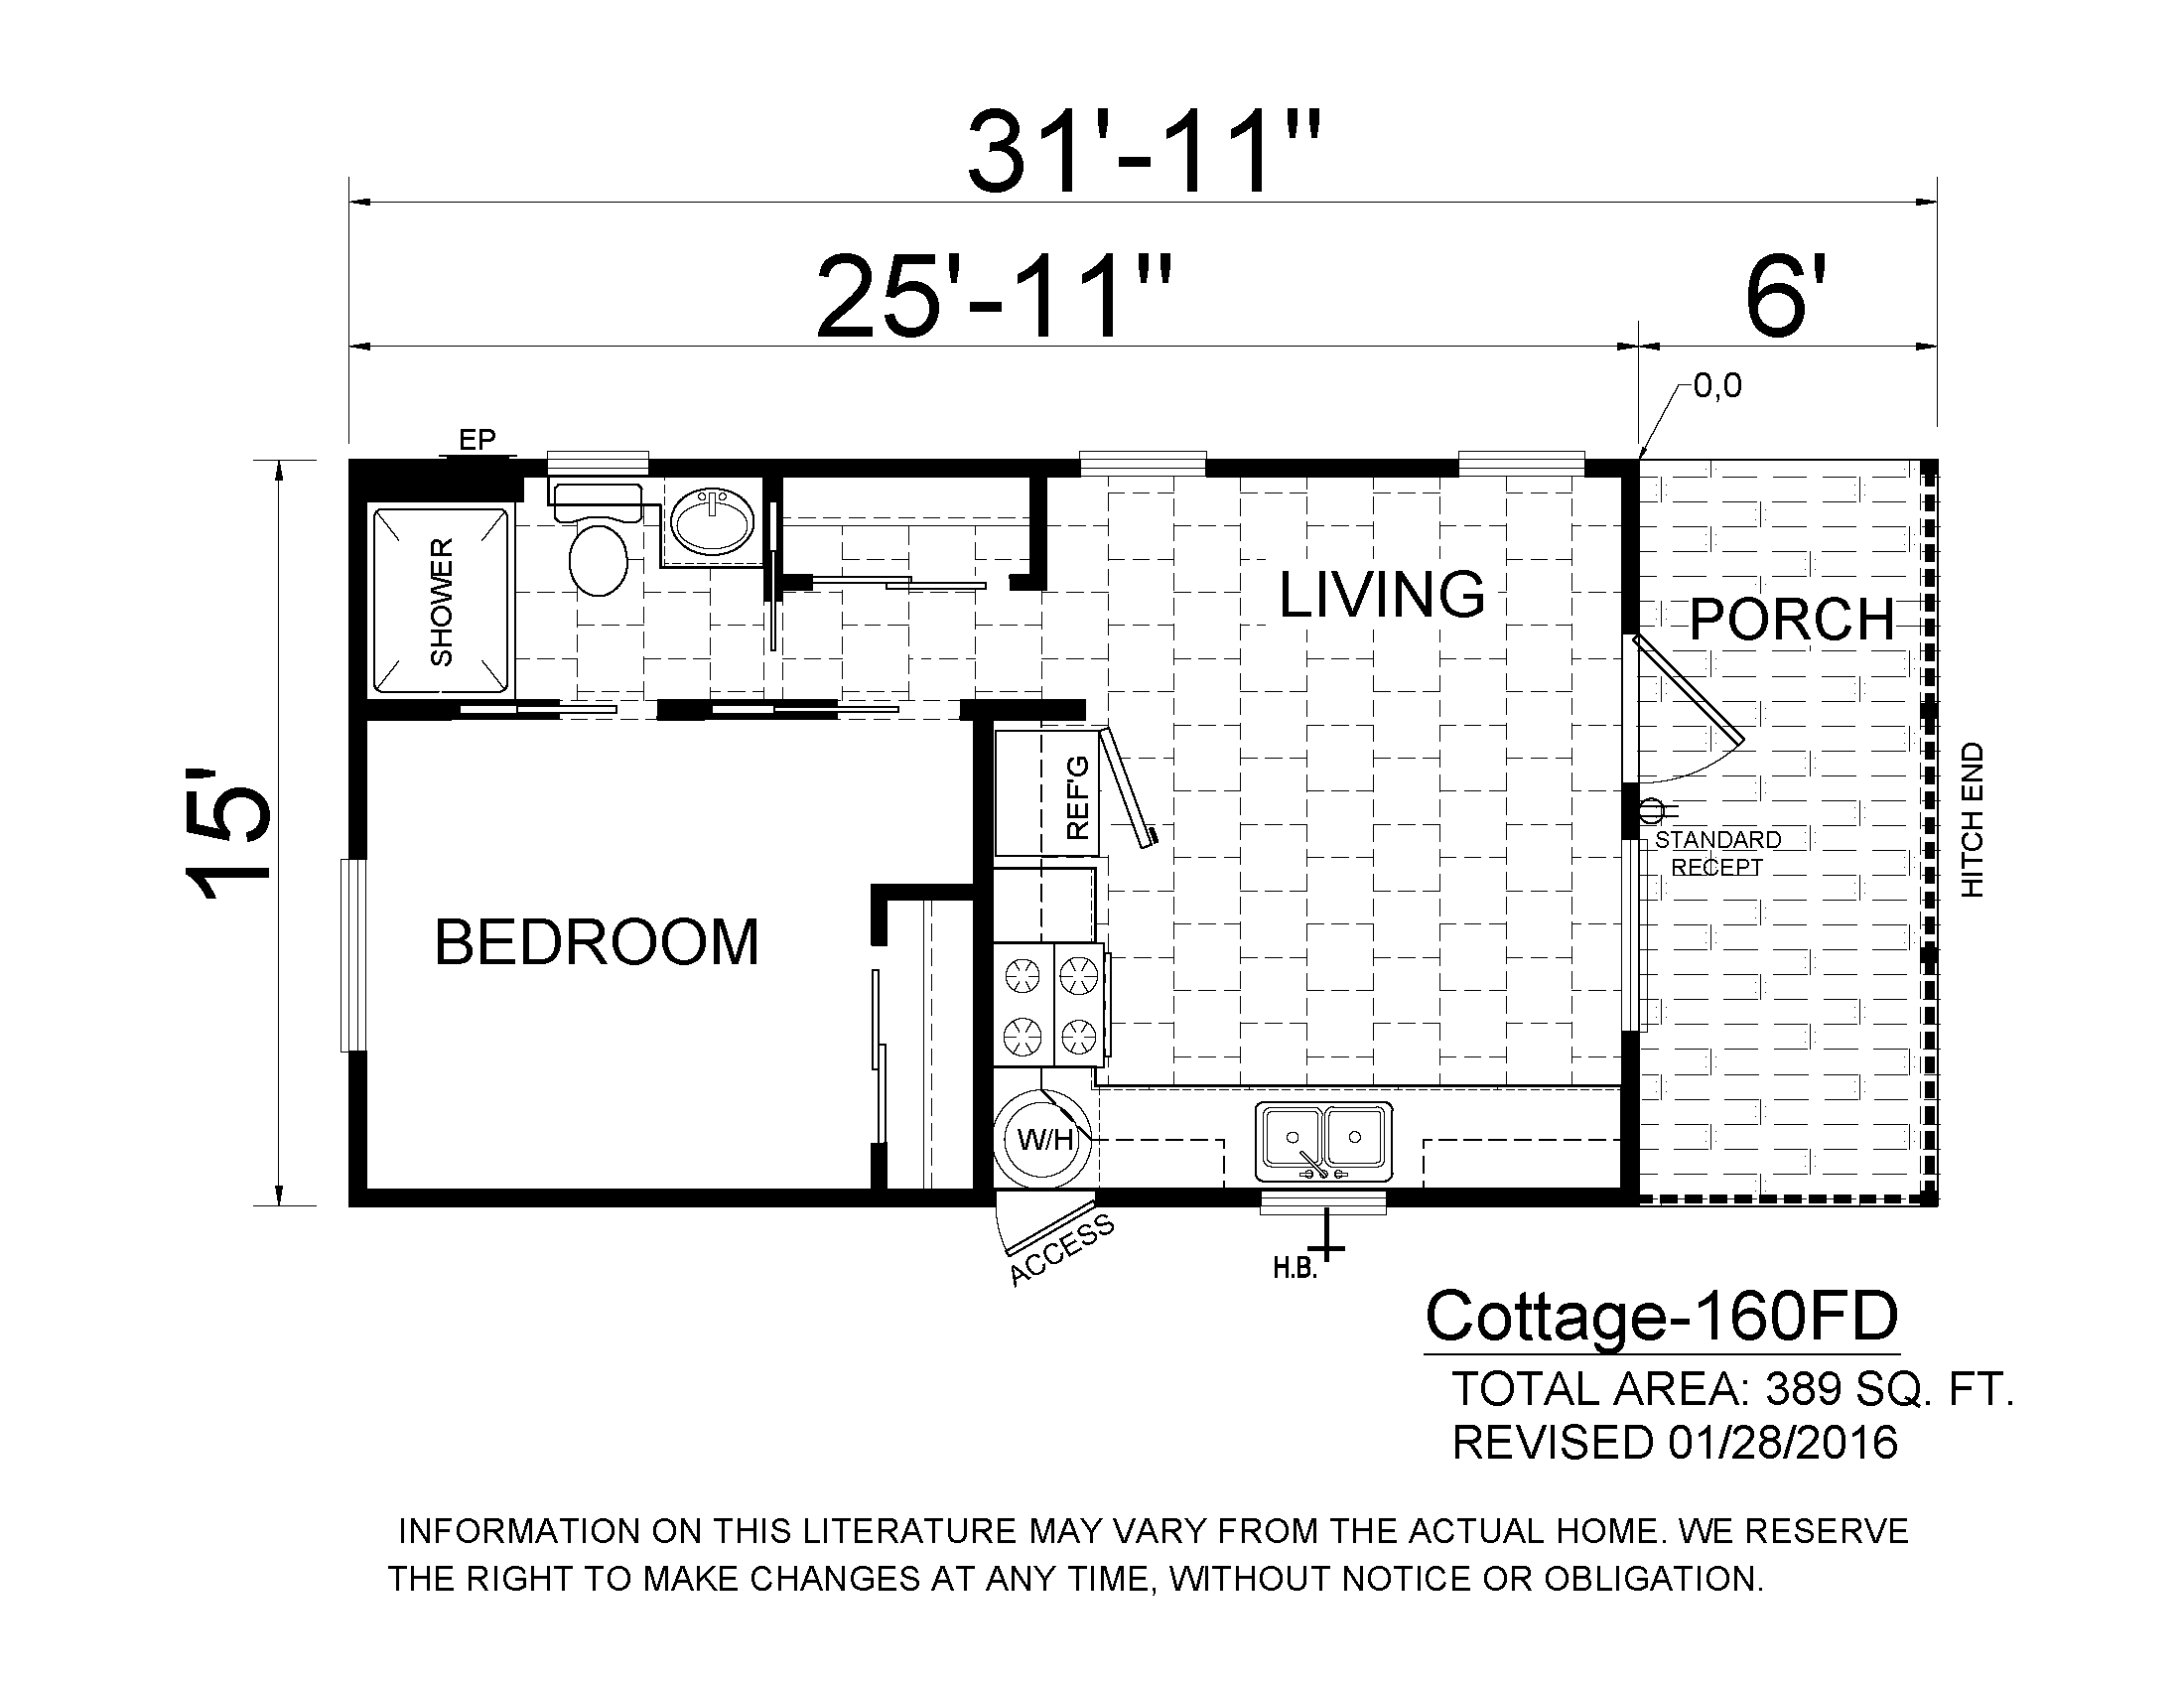 31'-11"
25'-11"
6'
0,0
EP
SHOWER
LIVING
PORCH
15'
REF'G
STANDARD
RECEPT
HITCH END
BEDROOM
W/H
ACCESS
H.B.
Cottage-160FD
TOTAL AREA: 389 SQ. FT.
REVISED 01/28/2016
INFORMATION ON THIS LITERATURE MAY VARY FROM THE ACTUAL HOME. WE RESERVE
THE RIGHT TO MAKE CHANGES AT ANY TIME, WITHOUT NOTICE OR OBLIGATION.